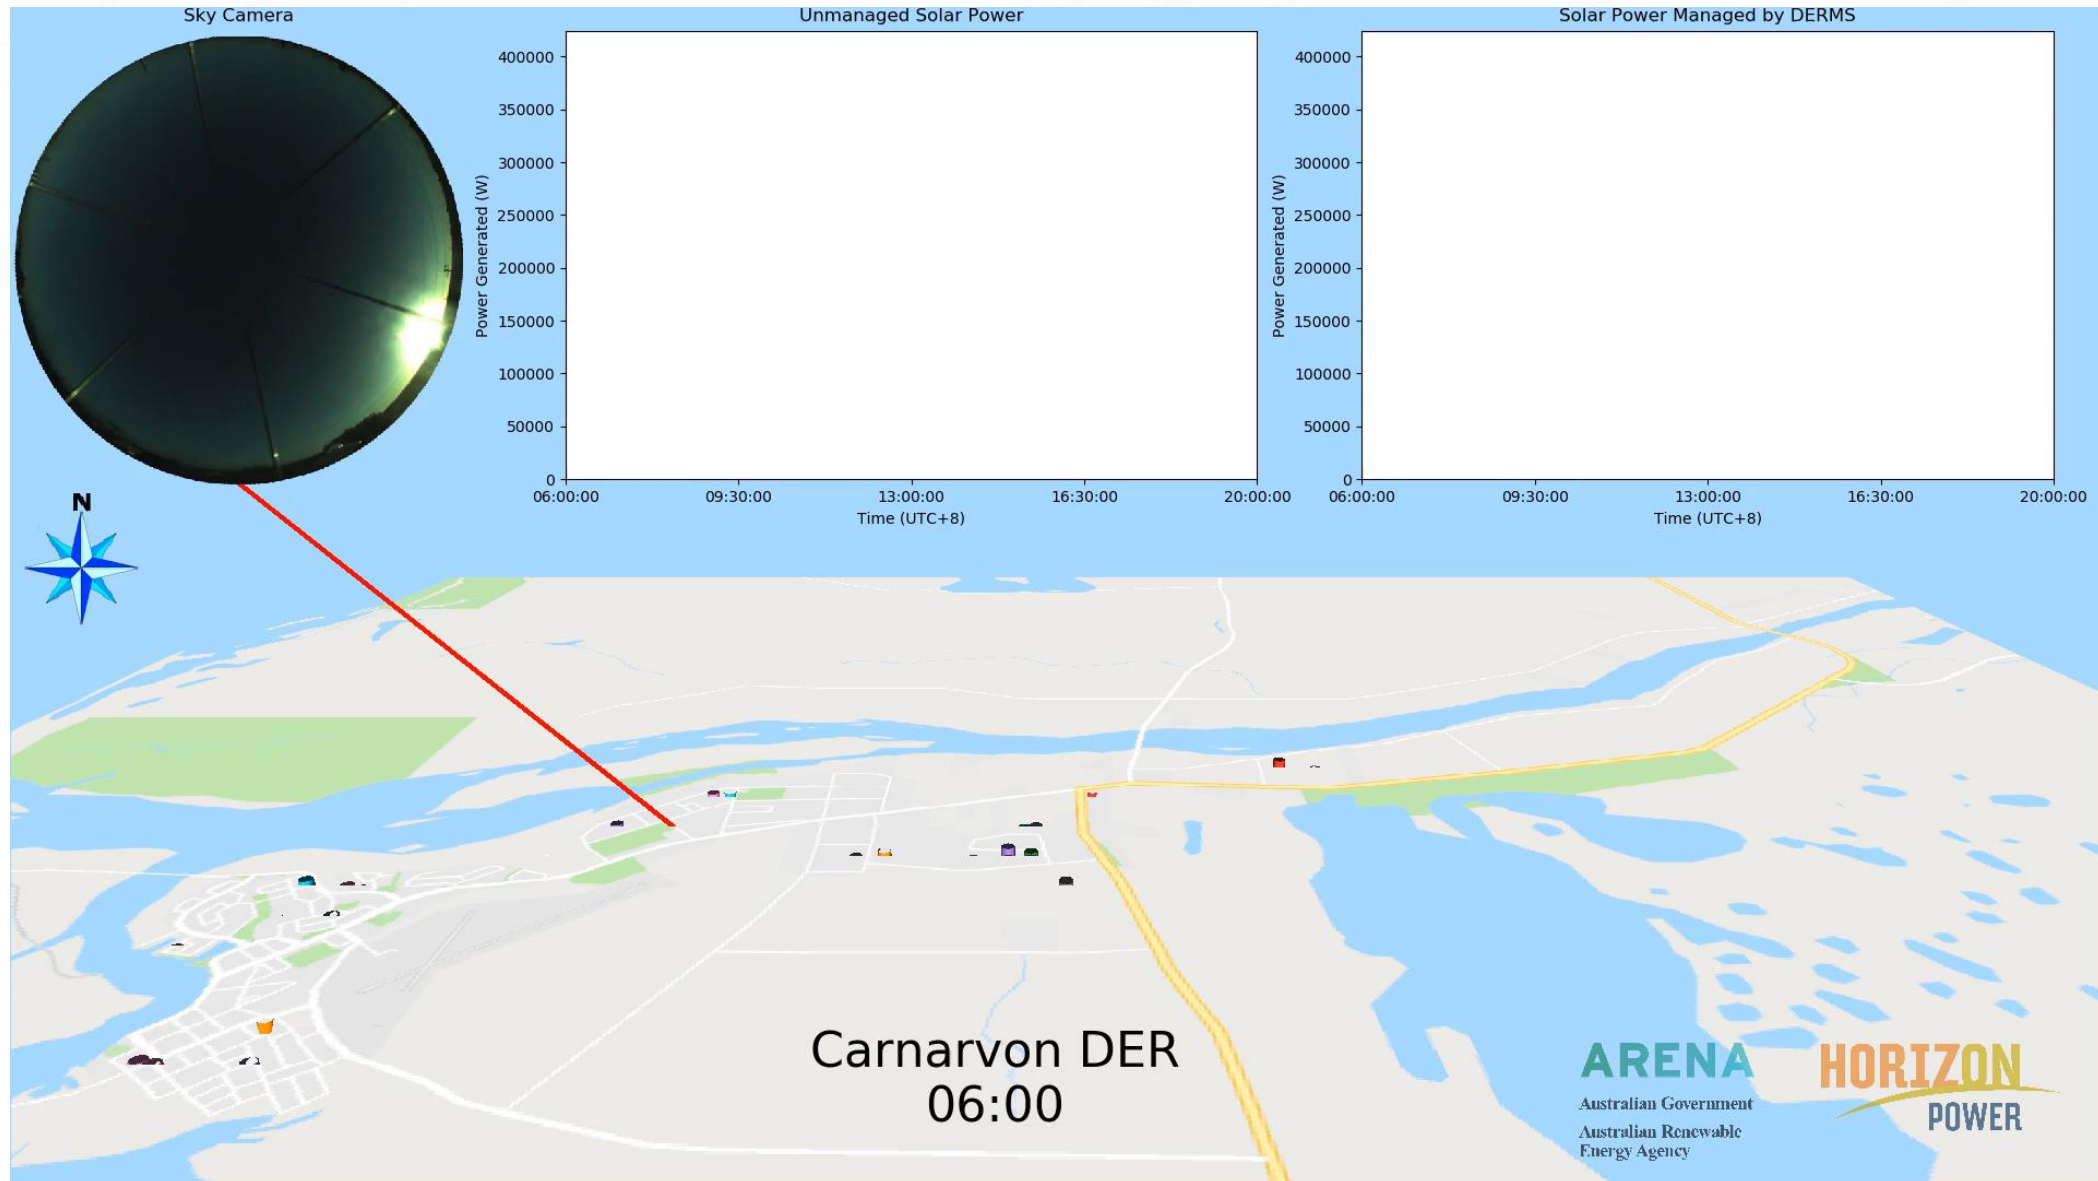 Sky Camera
Unmanaged Solar Power
Solar Power Managed by DERMS
Power Generated (W)
400000
350000
300000
250000
200000
150000
100000
50000
0
06:00:00 09:30:00 13:00:00 16:30:00 20:00:00
Time (UTC+8)
Power Generated (W)
400000
350000
300000
250000
200000
150000
100000
50000
0
06:00:00 09:30:00 13:00:00 16:30:00 20:00:00
Time (UTC+8)
N
Carnarvon DER
06:00
ARENA
Australian Government
Australian Renewable
Energy Agency
HORIZON
POWER